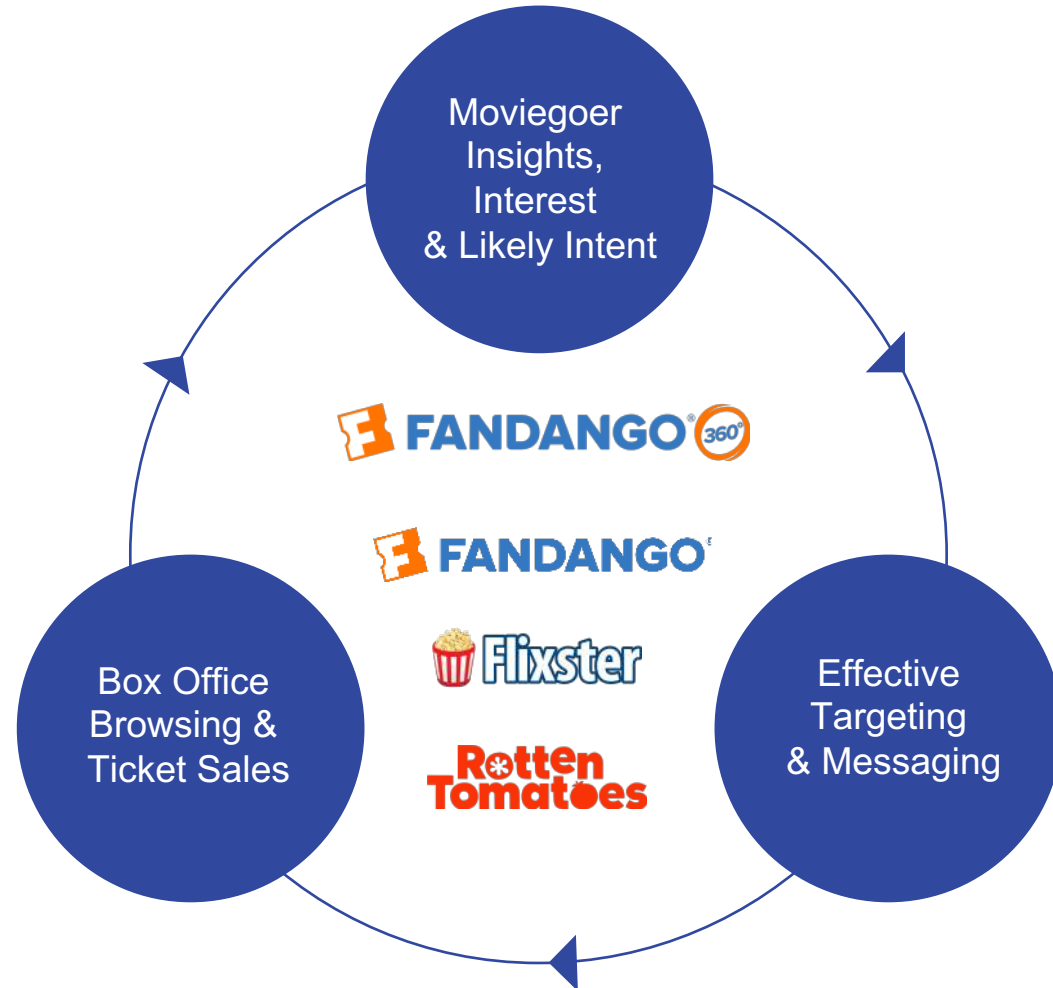 Moviegoer
Insights,
Interest
& Likely Intent
FANDANGO® 360°
FANDANGO
Flixster
Rotten
Tomatoes
Box Office
Browsing &
Ticket Sales
Effective
Targeting
& Messaging